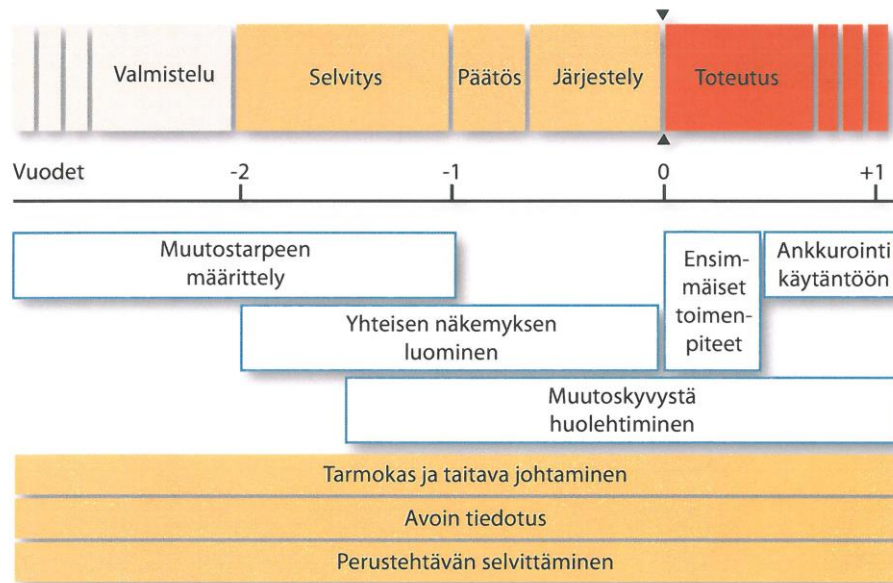 Valmistelu
Selvitys
Päätös
Järjestely
Toteutus
Vuodet
-2
-1
0
+1
Muutostarpeen
määrittely
Ensim-
mäiset
toimen-
piteet
Ankkurointi
käytäntöön
Yhteisen näkemyksen
luominen
Muutoskyvystä
huolehtiminen
Tarmokas ja taitava johtaminen
Avoin tiedotus
Perustehtävän selvittäminen